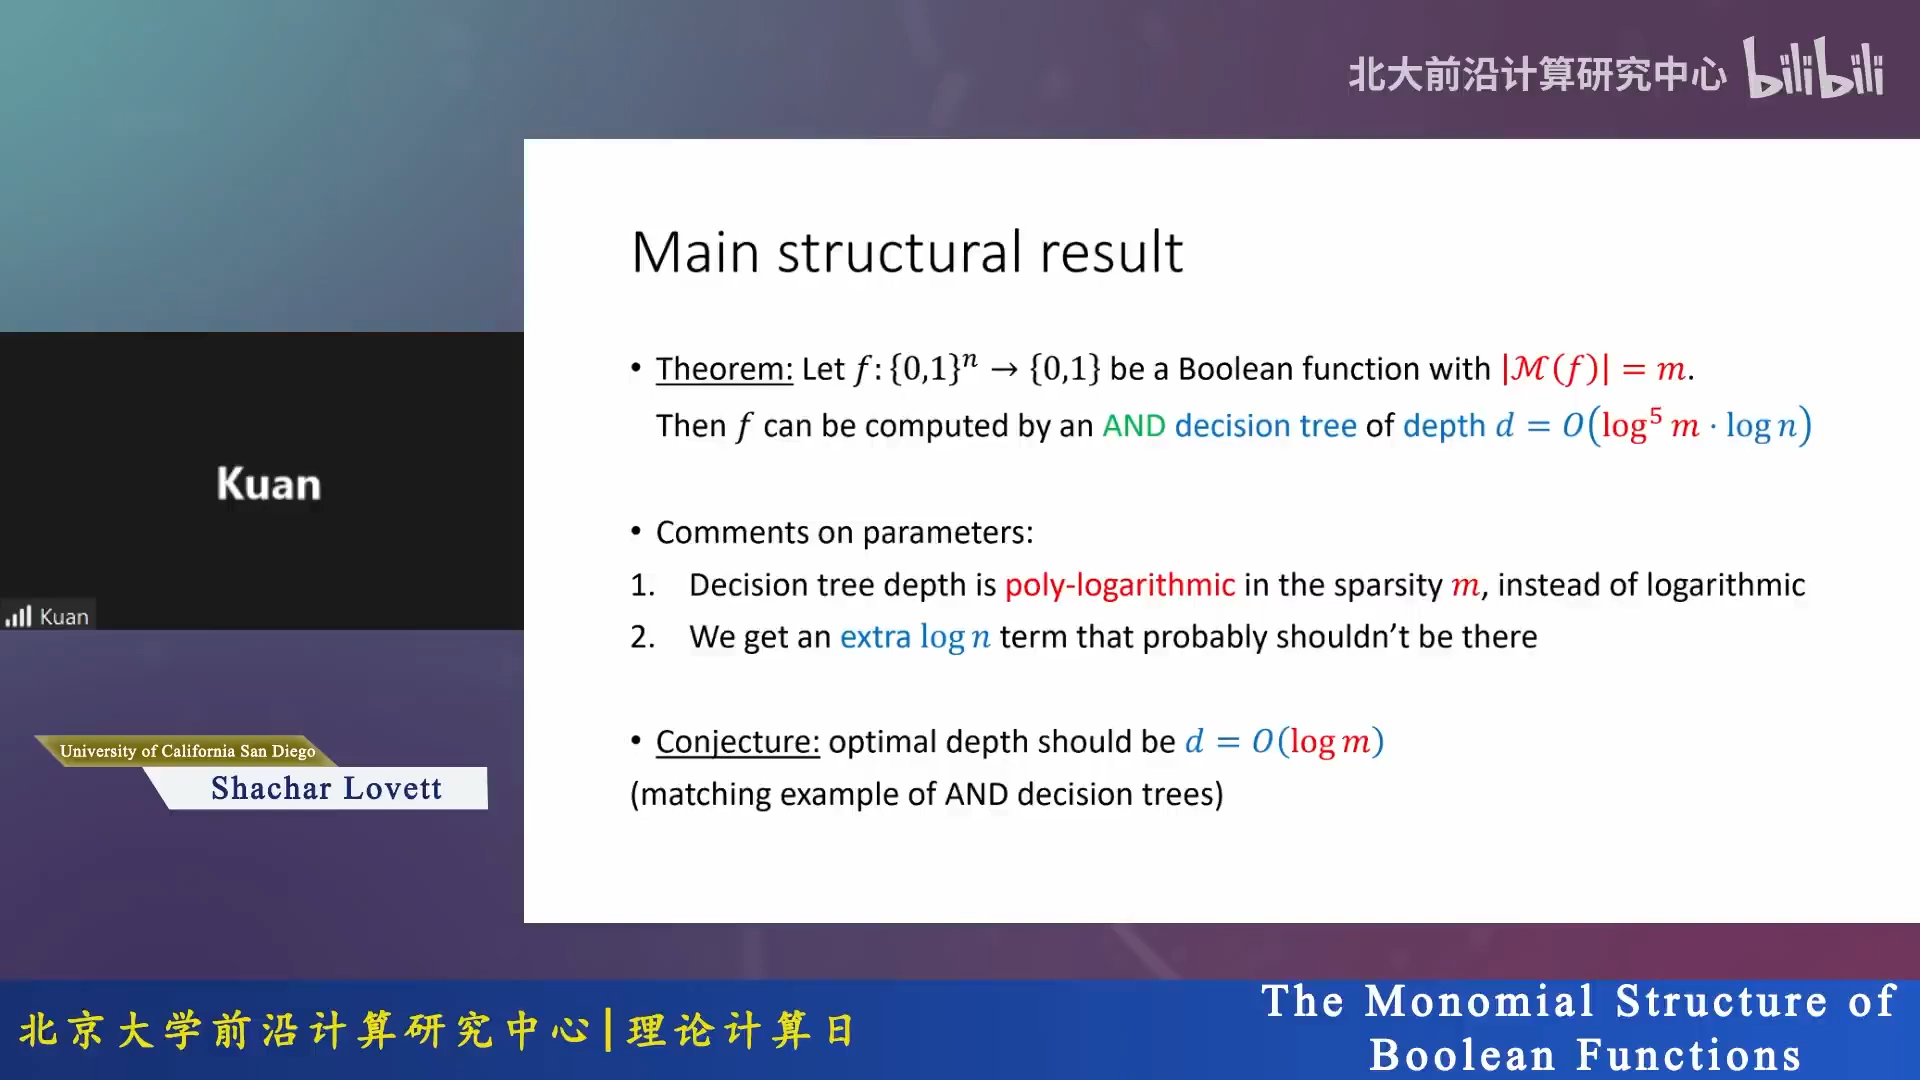 北大前沿计算研究中心 bilibili
Main structural result
• Theorem: Let f: {0,1}ⁿ → {0,1} be a Boolean function with |ℳ(f)| = m.
Then f can be computed by an AND decision tree of depth d = O(log⁵ m · log n)
• Comments on parameters:
1. Decision tree depth is poly-logarithmic in the sparsity m, instead of logarithmic
2. We get an extra log n term that probably shouldn’t be there
• Conjecture: optimal depth should be d = O(log m)
(matching example of AND decision trees)
Kuan
Kuan
University of California San Diego
Shachar Lovett
北京大学前沿计算研究中心|理论计算日
The Monomial Structure of
Boolean Functions